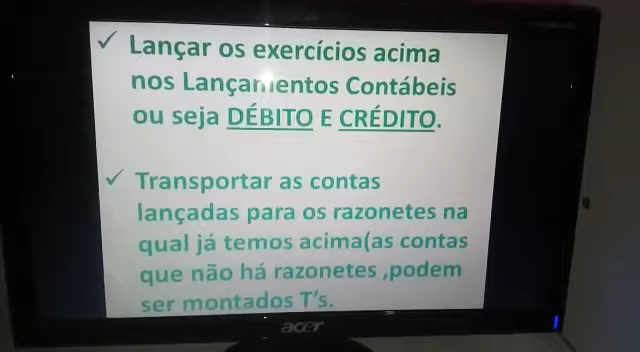 ✓ Lançar os exercícios acima
nos Lançamentos Contábeis
ou seja DÉBITO E CRÉDITO.
✓ Transportar as contas
lançadas para os razonetes na
qual já temos acima(as contas
que não há razonetes ,podem
ser montados T's.
acer